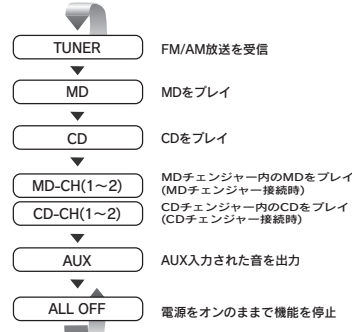 TUNER
FM/AM放送を受信
MD
MDをプレイ
CD
CDをプレイ
MD-CH(1〜2)
MDチェンジャー内のMDをプレイ
(MDチェンジャー接続時)
CD-CH(1〜2)
CDチェンジャー内のCDをプレイ
(CDチェンジャー接続時)
AUX
AUX入力された音を出力
ALL OFF
電源をオンのままで機能を停止